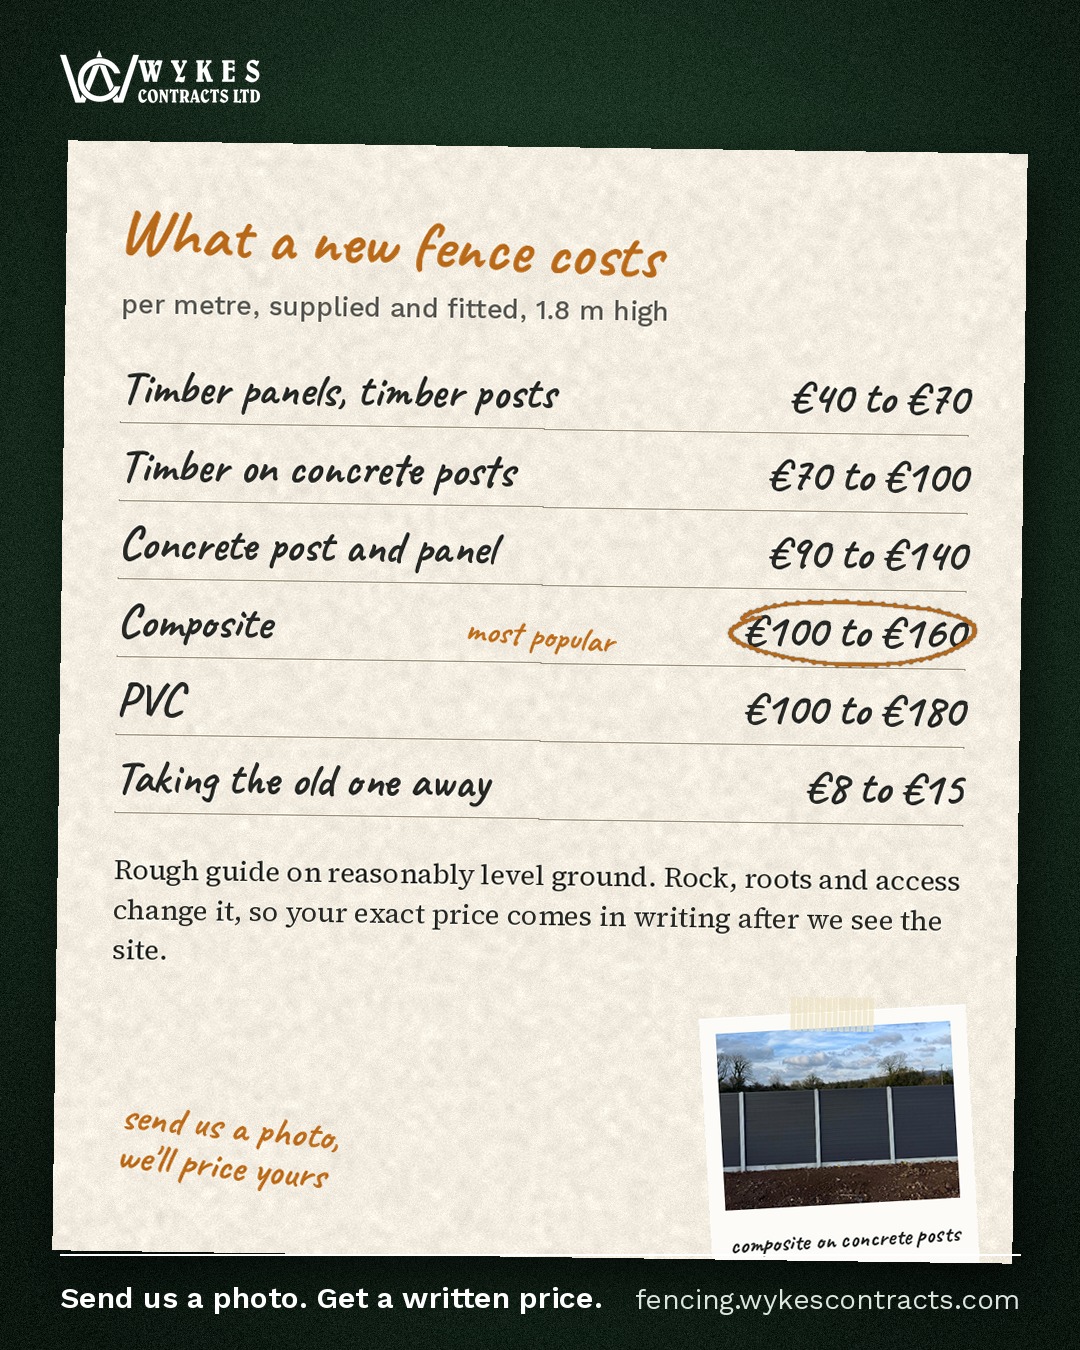 WYKES
CONTRACTS LTD
What a new fence costs
per metre, supplied and fitted, 1.8 m high
Timber panels, timber posts €40 to €70
Timber on concrete posts €70 to €100
Concrete post and panel €90 to €140
Composite most popular €100 to €160
PVC €100 to €180
Taking the old one away €8 to €15
Rough guide on reasonably level ground. Rock, roots and access
change it, so your exact price comes in writing after we see the
site.
send us a photo,
we'll price yours
composite on concrete posts
Send us a photo. Get a written price. fencing.wykescontracts.com